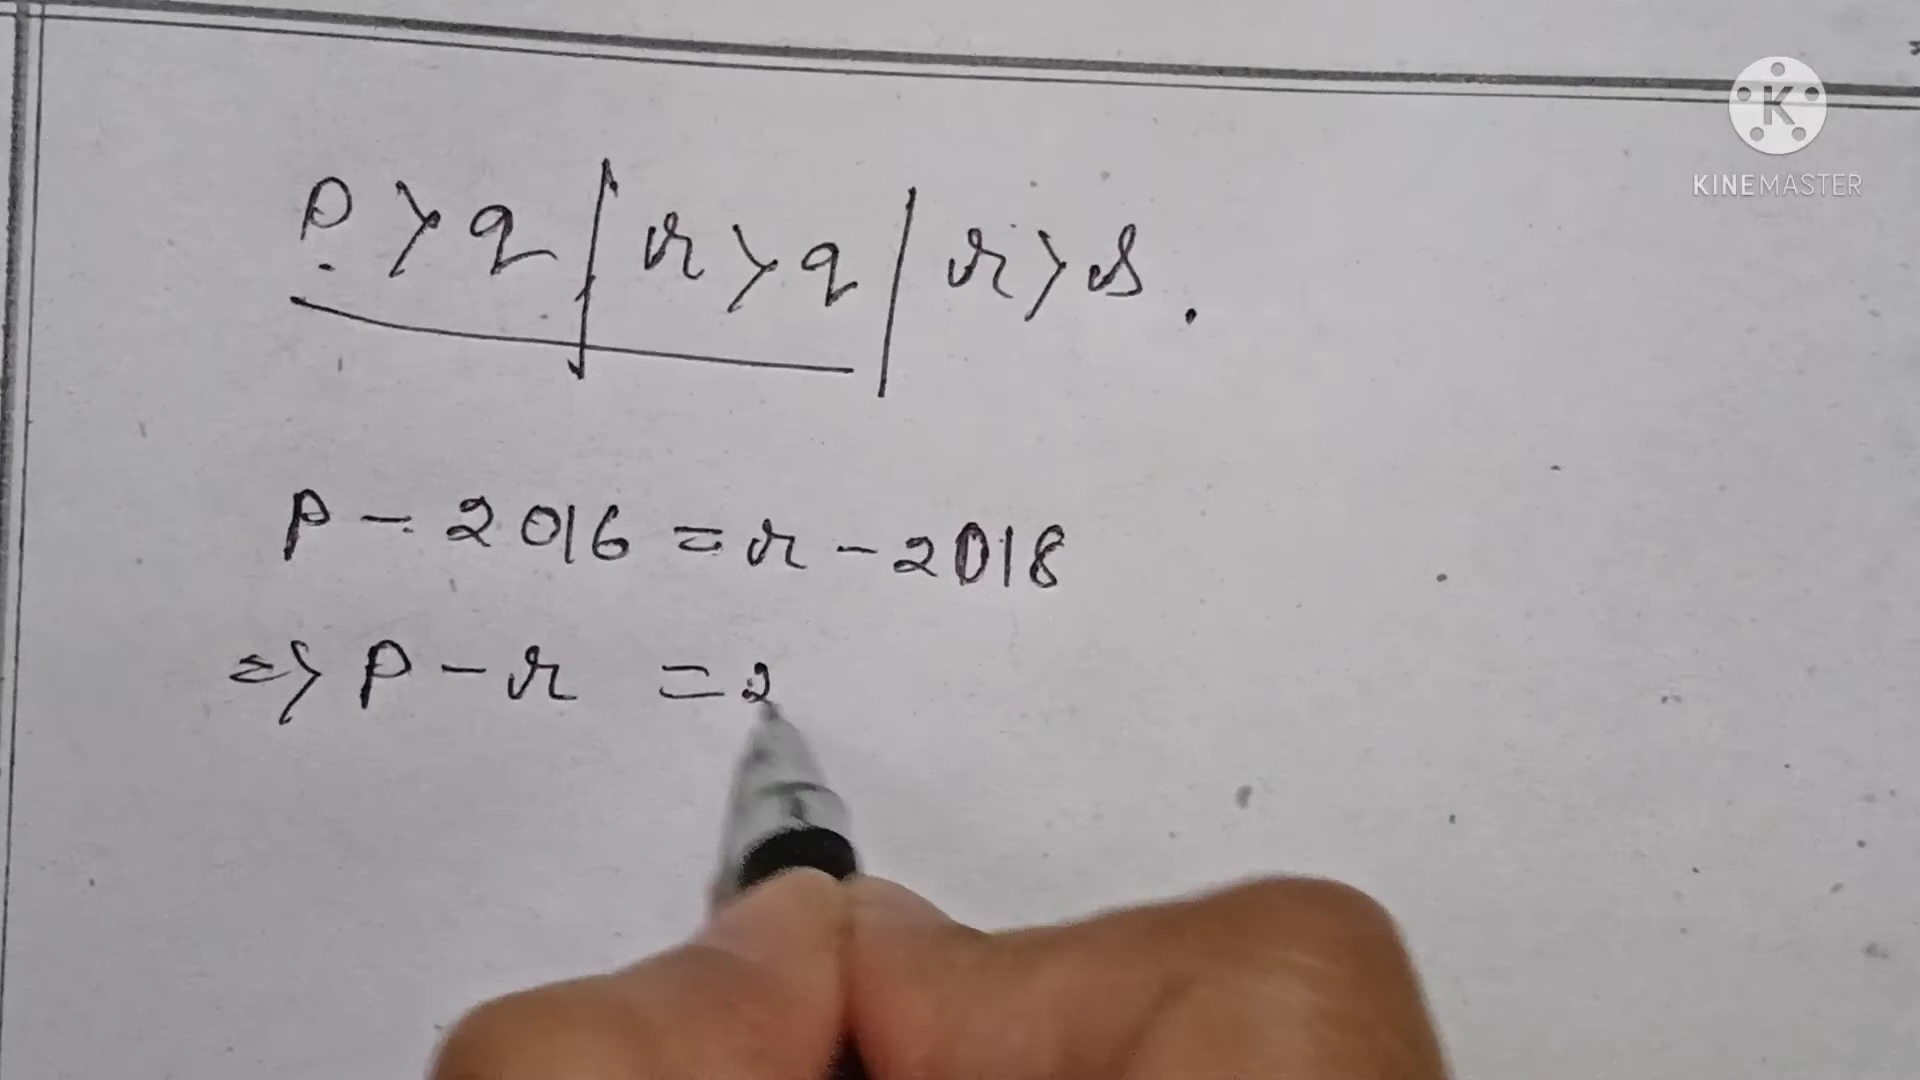 K
KINEMASTER
p > q | r > q | r > s .
p - 2016 = r - 2018
=> p - r = 2